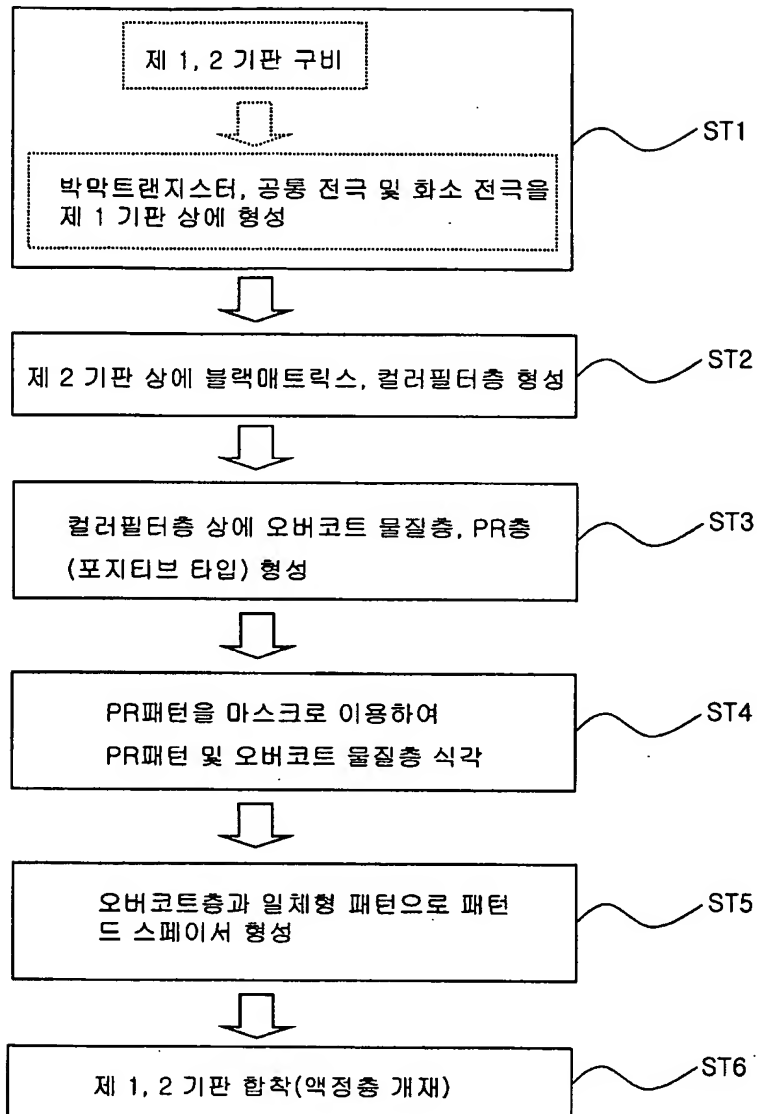 제 1, 2 기판 구비
박막트랜지스터, 공통 전극 및 화소 전극을
제 1 기판 상에 형성
ST1
제 2 기판 상에 블랙매트릭스, 컬러필터층 형성
ST2
컬러필터층 상에 오버코트 물질층, PR층
(포지티브 타입) 형성
ST3
PR패턴을 마스크로 이용하여
PR패턴 및 오버코트 물질층 식각
ST4
오버코트층과 일체형 패턴으로 패턴
드 스페이서 형성
ST5
제 1, 2 기판 합착(액정층 개재)
ST6